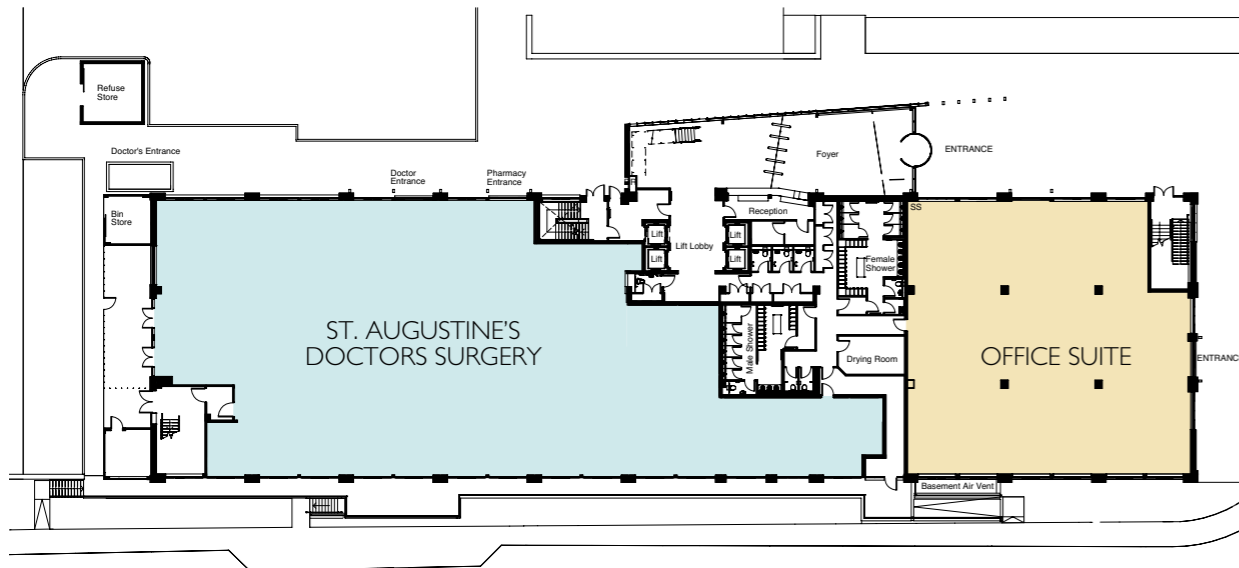 Refuse
Store
Doctor's Entrance
Doctor
Entrance
Pharmacy
Entrance
Foyer
ENTRANCE
Bin
Store
Reception
SS
Lift
Lift
Lift Lobby
Lift
Lift
Female
Shower
ST. AUGUSTINE'S
DOCTORS SURGERY
Male Shower
Drying Room
OFFICE SUITE
ENTRANCE
Basement Air Vent